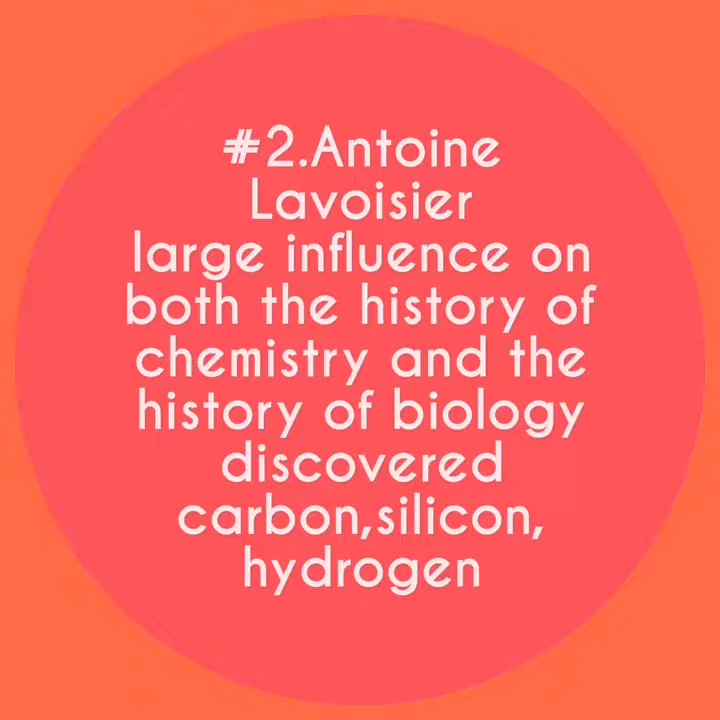 #2.Antoine
Lavoisier
large influence on
both the history of
chemistry and the
history of biology
discovered
carbon,silicon,
hydrogen